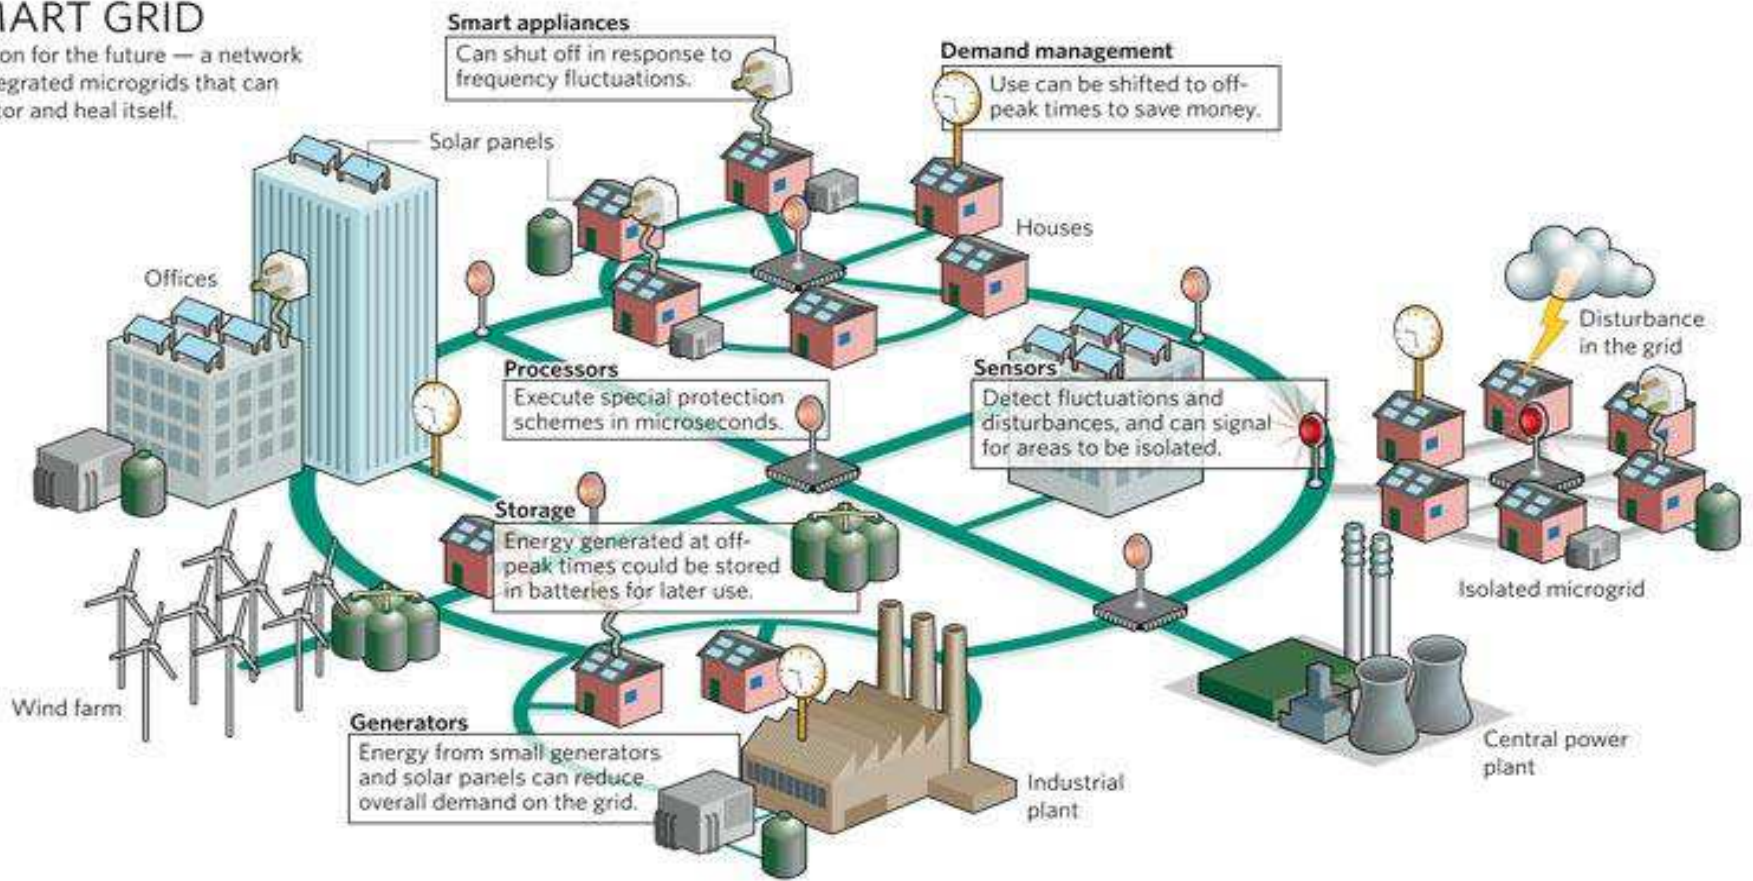 MART GRID
on for the future — a network
egrated microgrids that can
tor and heal itself.
Smart appliances
Can shut off in response to
frequency fluctuations.
Demand management
Use can be shifted to off-
peak times to save money.
Solar panels
Houses
Offices
Disturbance
in the grid
Processors
Execute special protection
schemes in microseconds.
Sensors
Detect fluctuations and
disturbances, and can signal
for areas to be isolated.
Storage
Energy generated at off-
peak times could be stored
in batteries for later use.
Isolated microgrid
Wind farm
Generators
Energy from small generators
and solar panels can reduce
overall demand on the grid.
Industrial
plant
Central power
plant